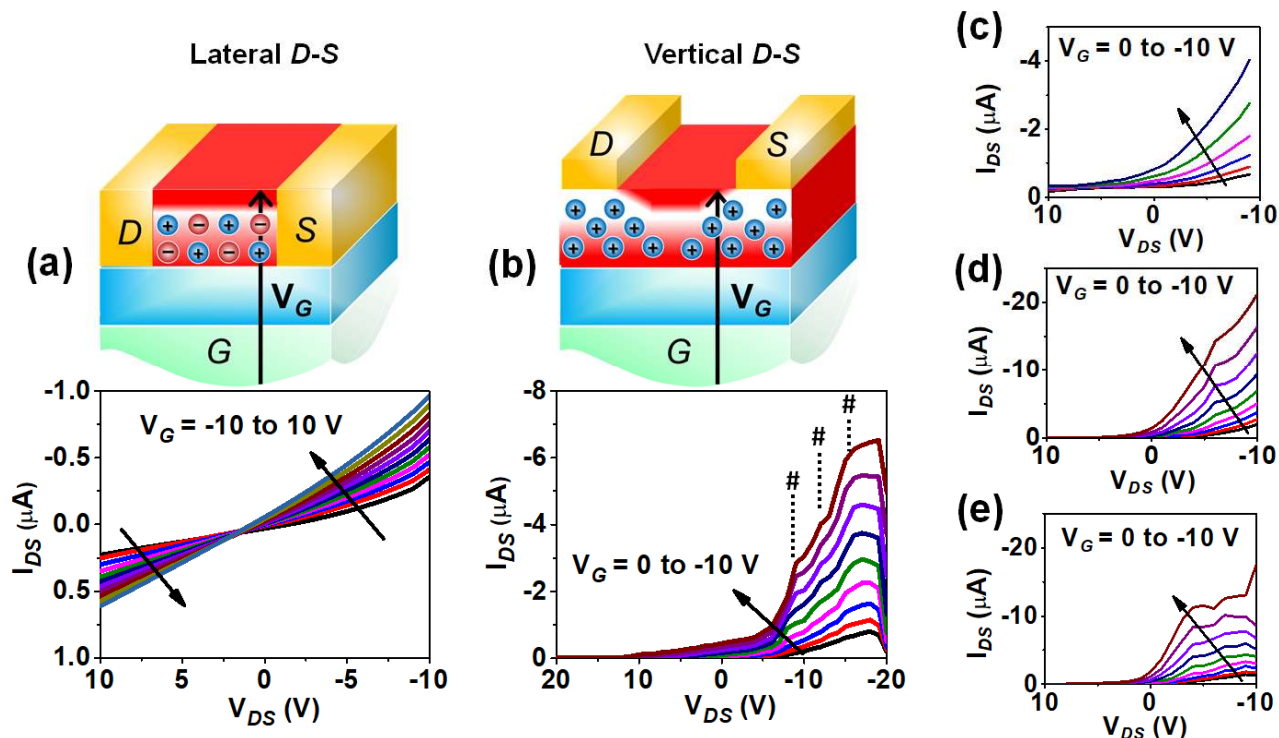 Lateral D-S
D
S
+ − + −
− + − +
(a)
V_G
G
V_G = -10 to 10 V
I_DS (μA)
-1.0
-0.5
0.0
0.5
1.0
10 5 0 -5 -10
V_DS (V)
Vertical D-S
D
S
+ + + +
+ + + + +
+ + + + + + +
(b)
V_G
G
-8
-6
-4
-2
0
I_DS (μA)
# # #
V_G = 0 to -10 V
20 10 0 -10 -20
V_DS (V)
(c)
V_G = 0 to -10 V
I_DS (μA)
-4
-2
0
10 0 -10
V_DS (V)
(d)
V_G = 0 to -10 V
I_DS (μA)
-20
-10
0
10 0 -10
V_DS (V)
(e)
V_G = 0 to -10 V
I_DS (μA)
-20
-10
0
10 0 -10
V_DS (V)